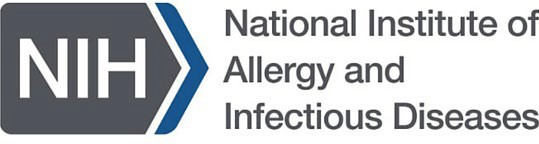 NIH
National Institute of
Allergy and
Infectious Diseases